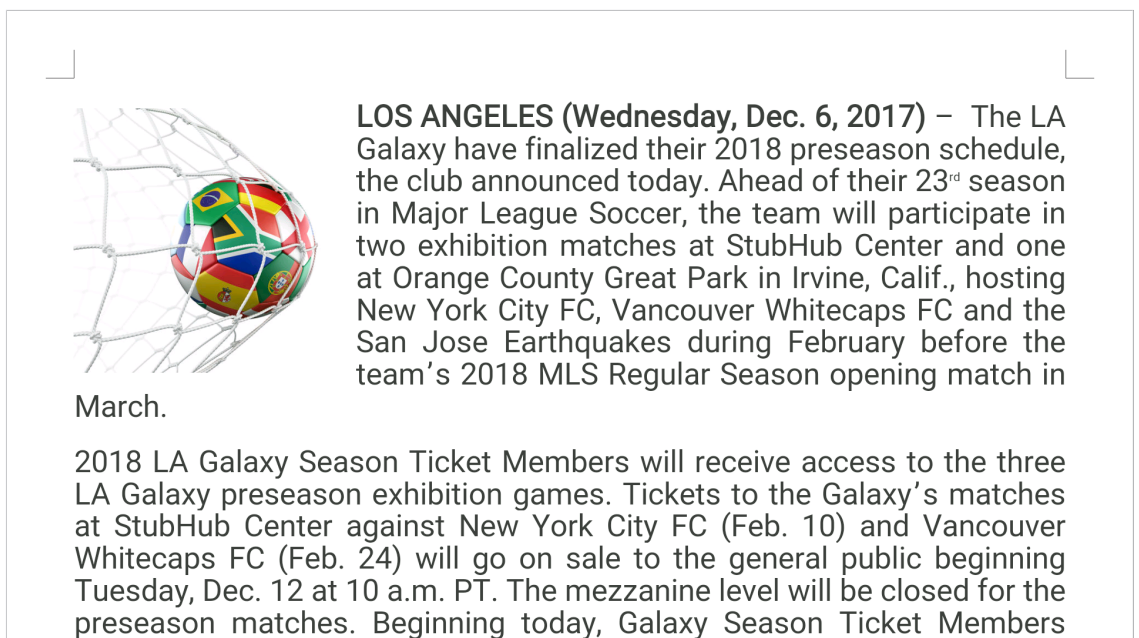 LOS ANGELES (Wednesday, Dec. 6, 2017) – The LA
Galaxy have finalized their 2018 preseason schedule,
the club announced today. Ahead of their 23rd season
in Major League Soccer, the team will participate in
two exhibition matches at StubHub Center and one
at Orange County Great Park in Irvine, Calif., hosting
New York City FC, Vancouver Whitecaps FC and the
San Jose Earthquakes during February before the
team’s 2018 MLS Regular Season opening match in
March.
2018 LA Galaxy Season Ticket Members will receive access to the three
LA Galaxy preseason exhibition games. Tickets to the Galaxy’s matches
at StubHub Center against New York City FC (Feb. 10) and Vancouver
Whitecaps FC (Feb. 24) will go on sale to the general public beginning
Tuesday, Dec. 12 at 10 a.m. PT. The mezzanine level will be closed for the
preseason matches. Beginning today, Galaxy Season Ticket Members